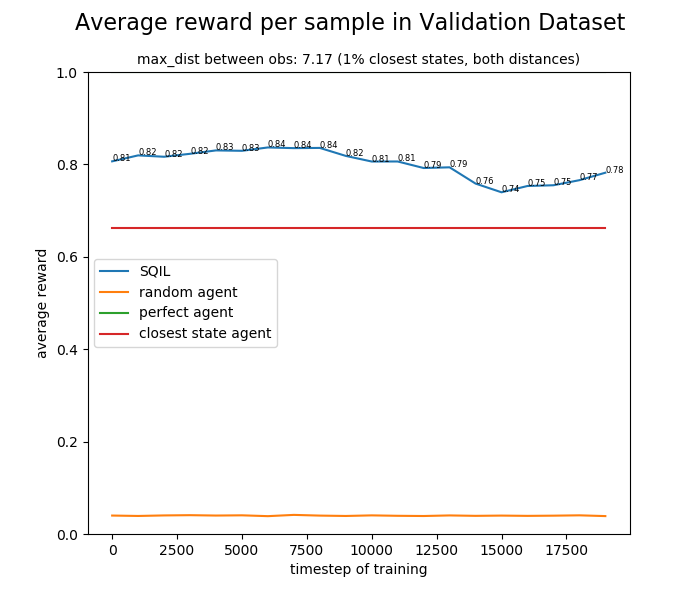 Average reward per sample in Validation Dataset
max_dist between obs: 7.17 (1% closest states, both distances)
1.0
0.8
0.6
0.4
0.2
0.0
average reward
0.81 0.82 0.82 0.82 0.83 0.83 0.84 0.84 0.84 0.82 0.81 0.81 0.79 0.79 0.76 0.74 0.75 0.75 0.77 0.78
SQIL
random agent
perfect agent
closest state agent
0 2500 5000 7500 10000 12500 15000 17500
timestep of training